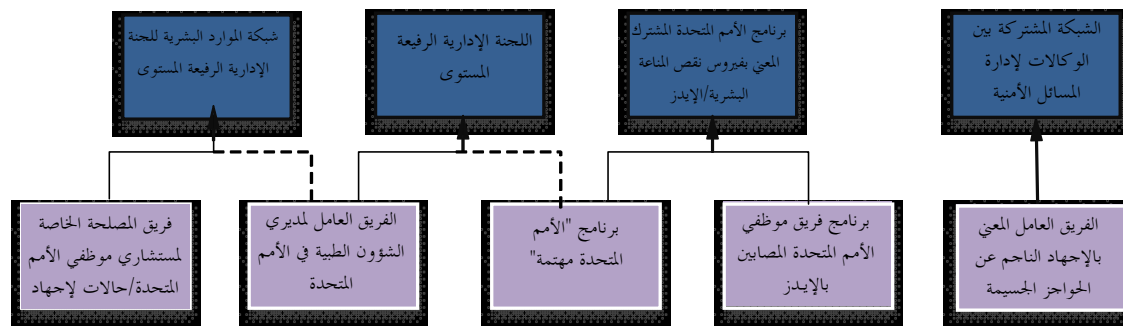 الشبكة المشتركة بين
الوكالات لإدارة
المسائل الأمنية
برنامج الأمم المتحدة المشترك
المعني بفيروس نقص المناعة
البشرية/الإيدز
اللجنة الإدارية الرفيعة
المستوى
شبكة الموارد البشرية للجنة
الإدارية الرفيعة المستوى
الفريق العامل المعني
بالإجهاد الناجم عن
الحواجز الجسيمة
برنامج فريق موظفي
الأمم المتحدة المصابين
بالإيـدز
برنامج "الأمم
المتحدة مهتمة"
الفريق العامل لمديري
الشؤون الطبية في الأمم
المتحدة
فريق المصلحة الخاصة
لمستشاري موظفي الأمم
المتحدة/حالات لإجهاد